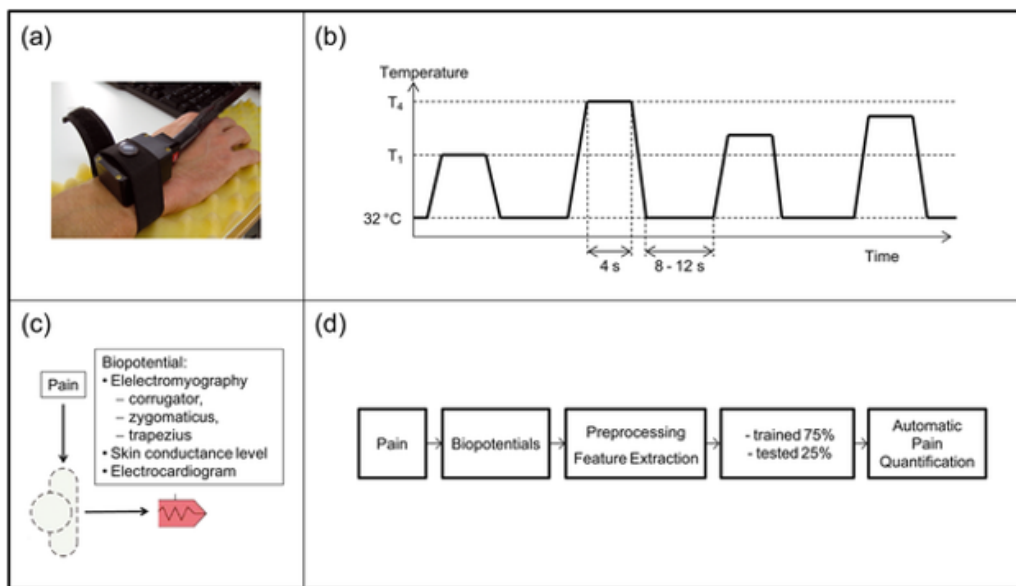 (a)
(b)
Temperature
T4
T1
32 °C
4 s
8 - 12 s
Time
(c)
Pain
Biopotential:
• Elelectromyography
– corrugator,
– zygomaticus,
– trapezius
• Skin conductance level
• Electrocardiogram
(d)
Pain
Biopotentials
Preprocessing
Feature Extraction
- trained 75%
- tested 25%
Automatic
Pain
Quantification